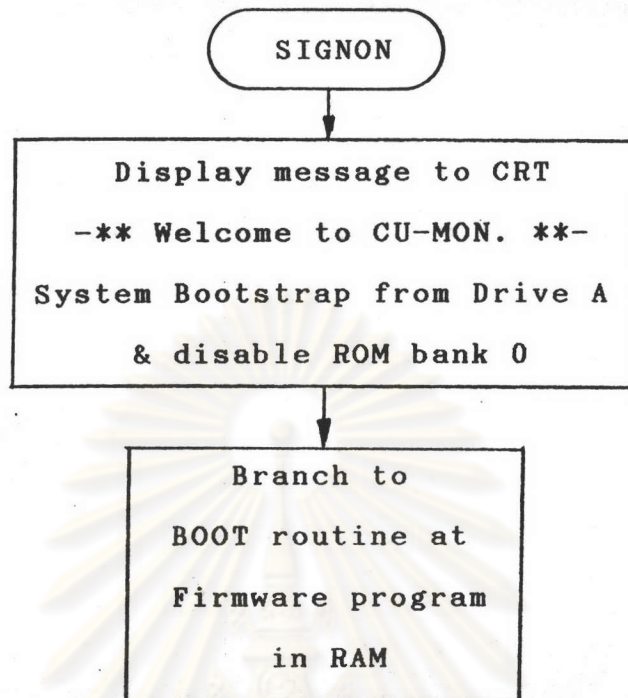 SIGNON
Display message to CRT
-** Welcome to CU-MON. **-
System Bootstrap from Drive A
& disable ROM bank 0
Branch to
BOOT routine at
Firmware program
in RAM